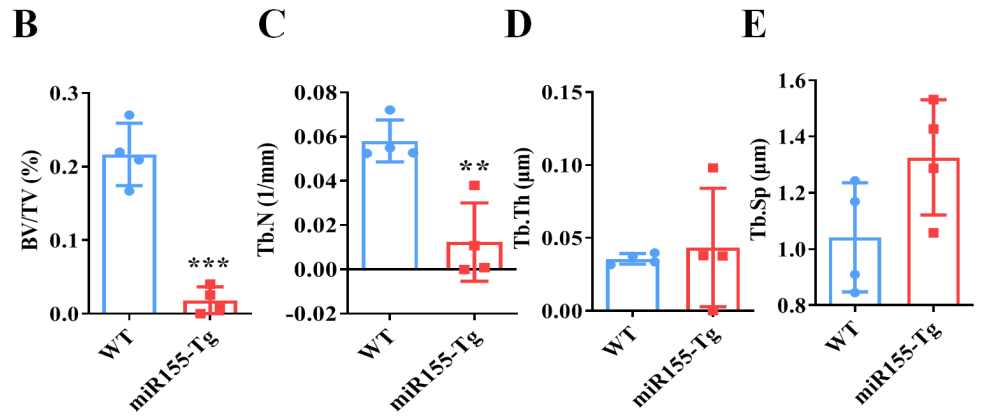 B
C
D
E
BV/TV (%)
0.3
0.2
0.1
0.0
***
WT
miR155-Tg
Tb.N (1/mm)
0.08
0.06
0.04
0.02
0.00
-0.02
**
WT
miR155-Tg
Tb.Th (μm)
0.15
0.10
0.05
0.00
WT
miR155-Tg
Tb.Sp (μm)
1.6
1.4
1.2
1.0
0.8
WT
miR155-Tg